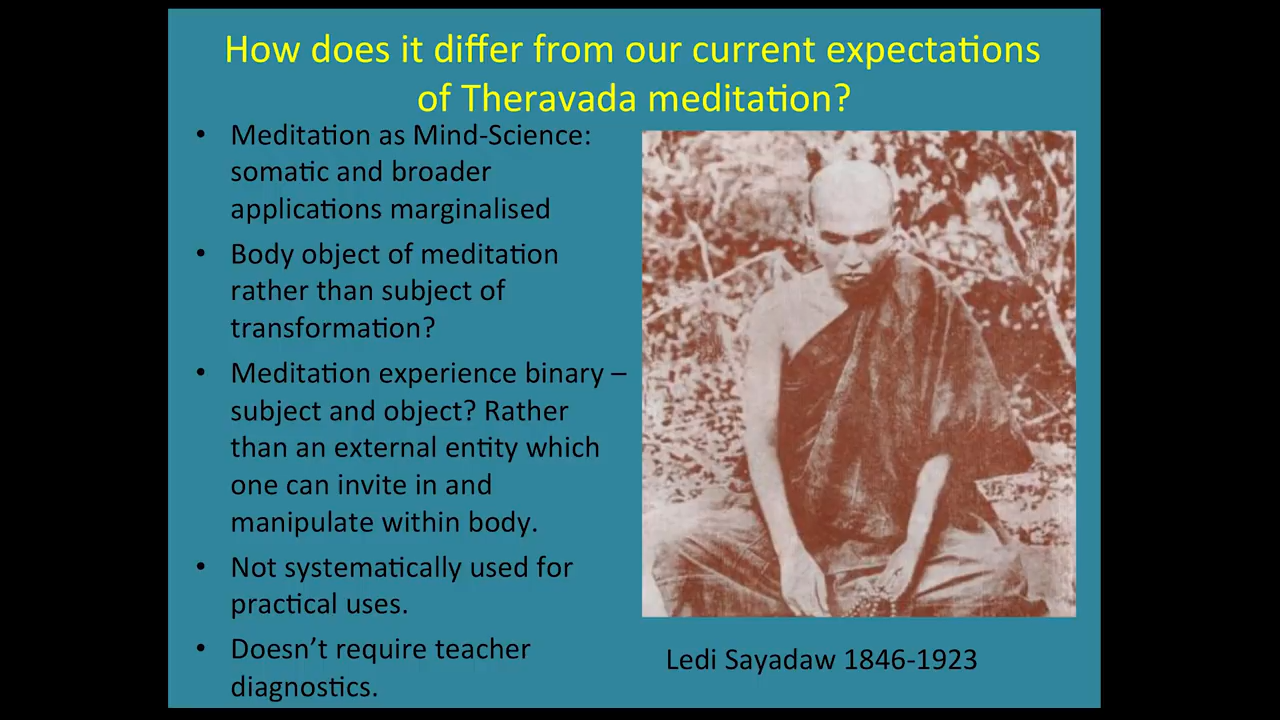 How does it differ from our current expectations
of Theravada meditation?
• Meditation as Mind-Science:
somatic and broader
applications marginalised
• Body object of meditation
rather than subject of
transformation?
• Meditation experience binary –
subject and object? Rather
than an external entity which
one can invite in and
manipulate within body.
• Not systematically used for
practical uses.
• Doesn’t require teacher
diagnostics.
Ledi Sayadaw 1846-1923